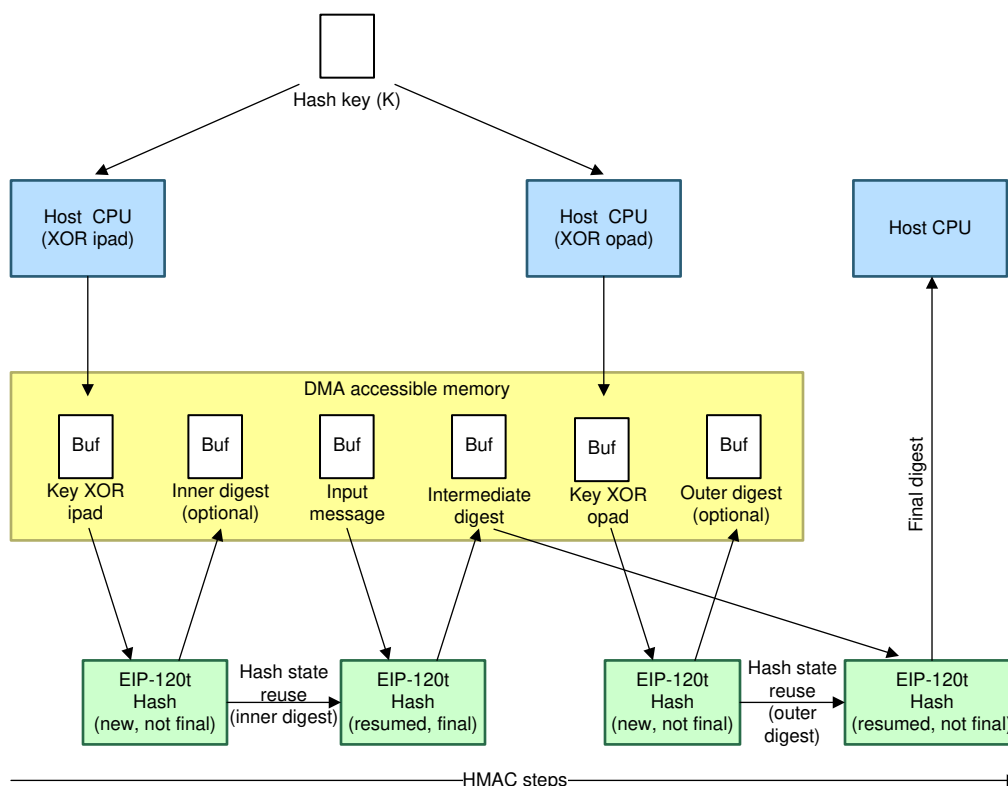 Hash key (K)
Host CPU
(XOR ipad)
Host CPU
(XOR opad)
Host CPU
DMA accessible memory
Buf
Key XOR
ipad
Buf
Inner digest
(optional)
Buf
Input
message
Buf
Intermediate
digest
Buf
Key XOR
opad
Buf
Outer digest
(optional)
Final digest
EIP-120t
Hash
(new, not final)
Hash state
reuse
(inner digest)
EIP-120t
Hash
(resumed, final)
EIP-120t
Hash
(new, not final)
Hash state
reuse
(outer
digest)
EIP-120t
Hash
(resumed, not final)
HMAC steps